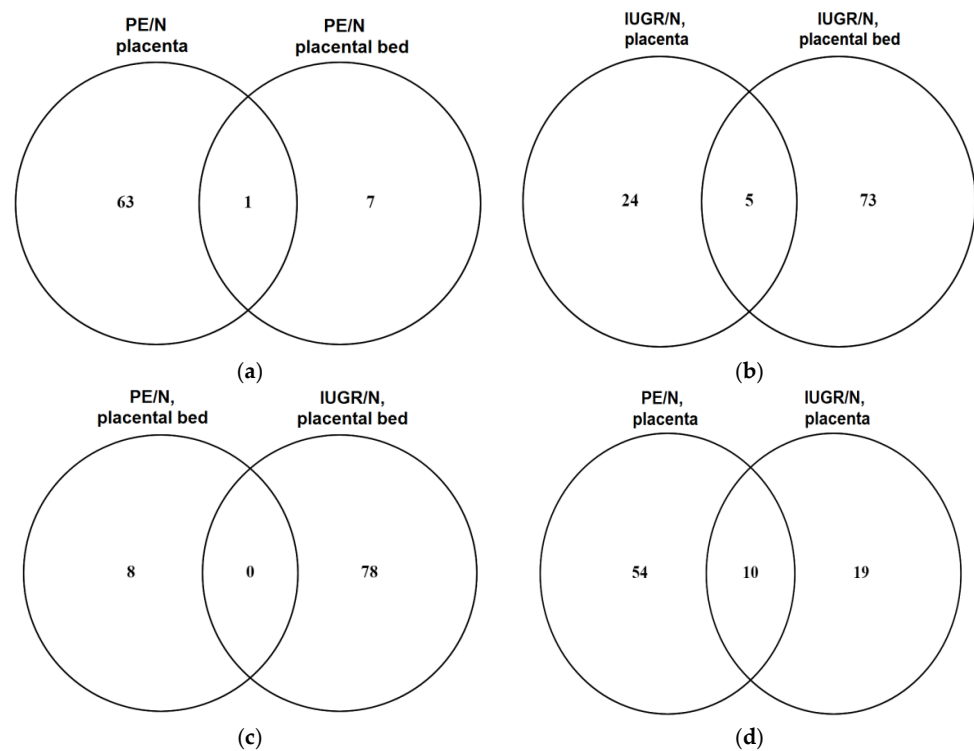 PE/N
placenta
PE/N
placental bed
63
1
7
(a)
IUGR/N,
placenta
IUGR/N,
placental bed
24
5
73
(b)
PE/N,
placental bed
IUGR/N,
placental bed
8
0
78
(c)
PE/N,
placenta
IUGR/N,
placenta
54
10
19
(d)